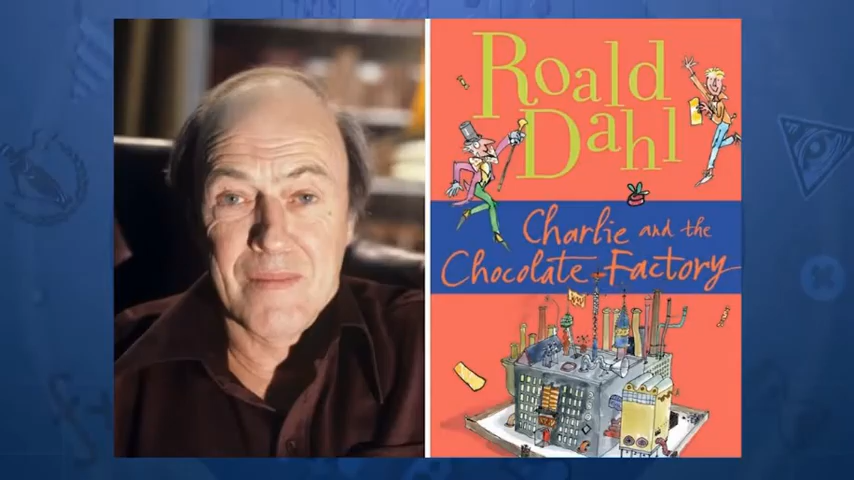 Roald
Dahl
Charlie and the
Chocolate Factory